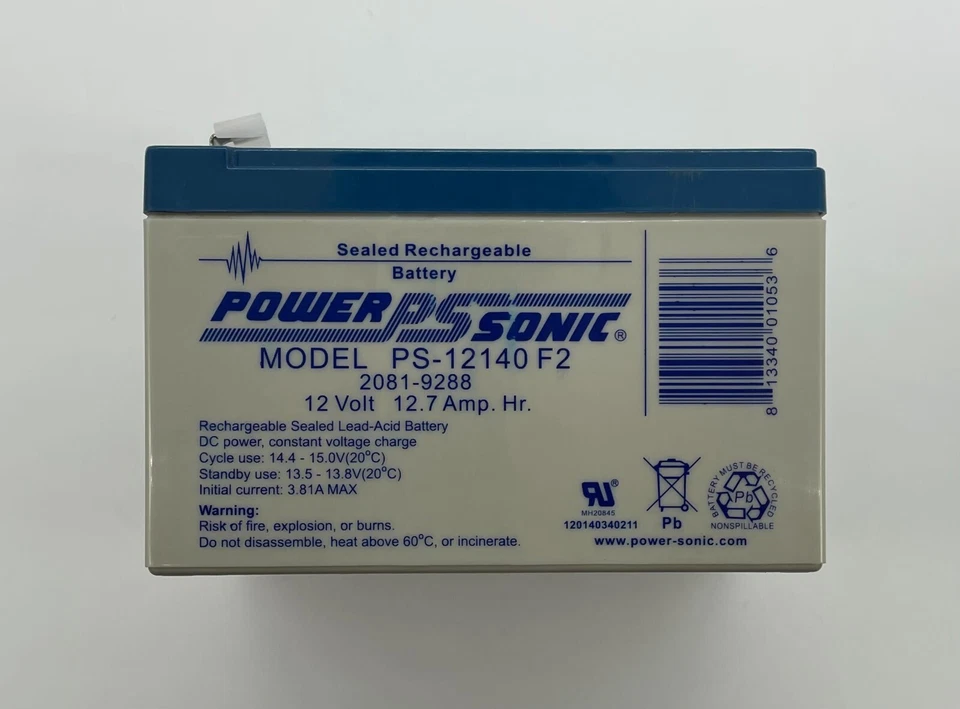 Sealed Rechargeable
Battery
POWER PS SONIC®
MODEL PS-12140 F2
2081-9288
12 Volt 12.7 Amp. Hr.
Rechargeable Sealed Lead-Acid Battery
DC power, constant voltage charge
Cycle use: 14.4 - 15.0V(20°C)
Standby use: 13.5 - 13.8V(20°C)
Initial current: 3.81A MAX
Warning:
Risk of fire, explosion, or burns.
Do not disassemble, heat above 60°C, or incinerate.
8 13340 01053 6
RU®
MH20845
120140340211
Pb
BATTERY MUST BE RECYCLED
Pb
NONSPILLABLE
www.power-sonic.com